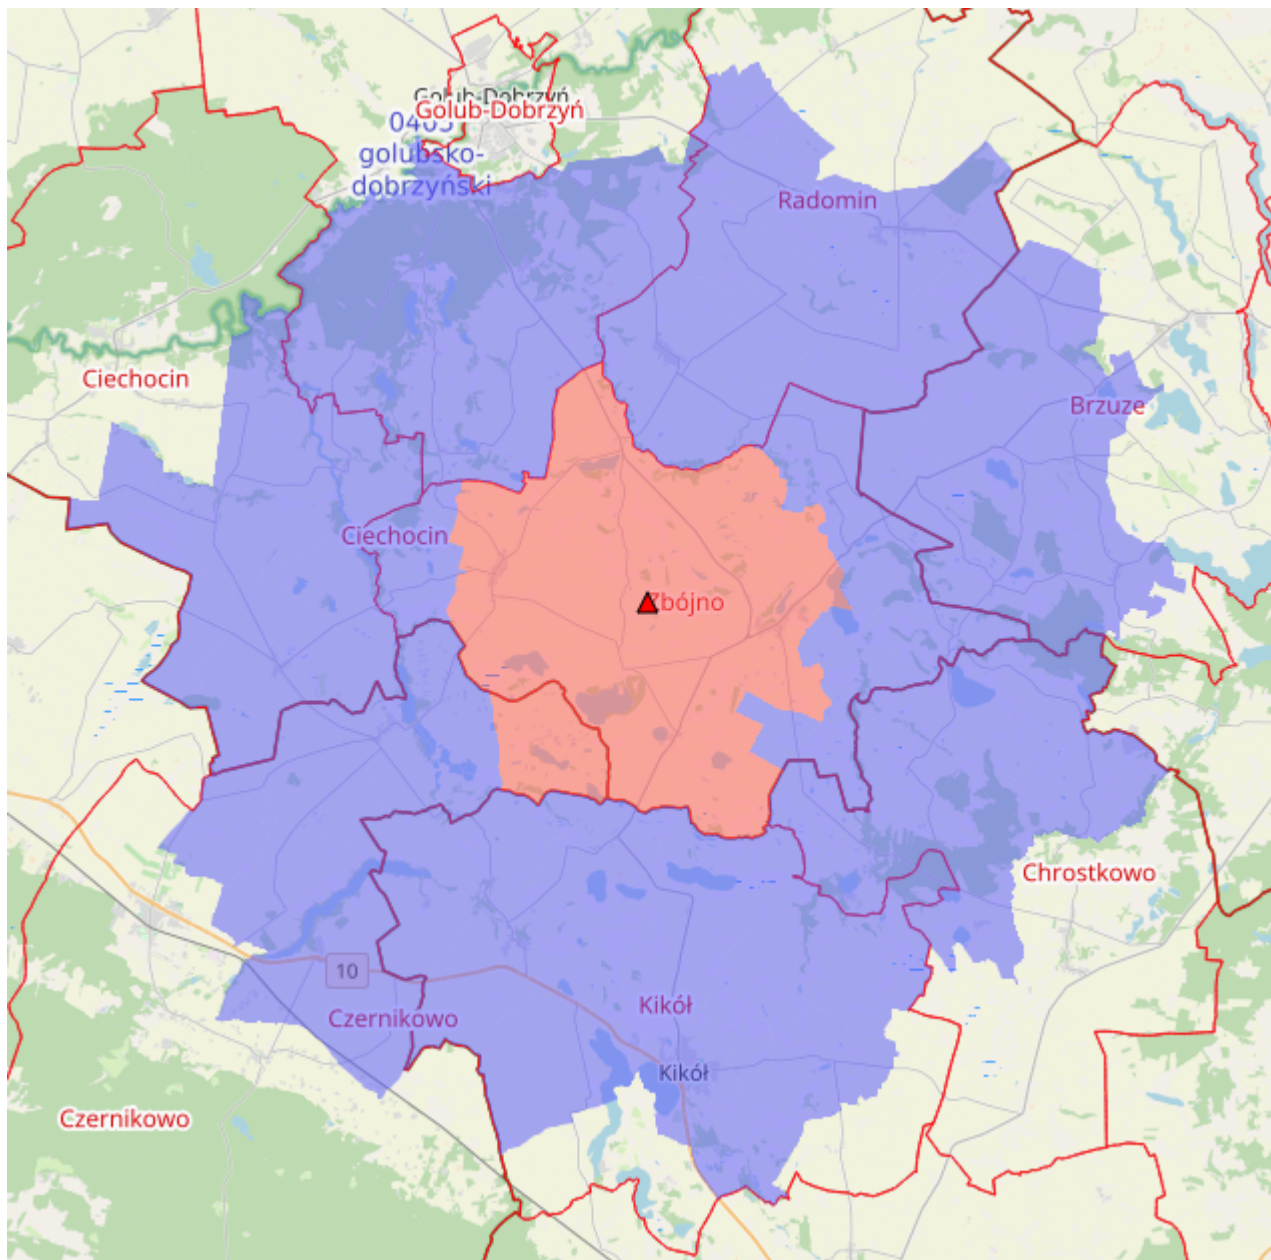 Golub-Dobrzyń
Golub-Dobrzyń
0405
golubsko-
dobrzyński
Radomin
Ciechocin
Brzuze
Ciechocin
Zbójno
Chrostkowo
10
Kikół
Czernikowo
Kikół
Czernikowo